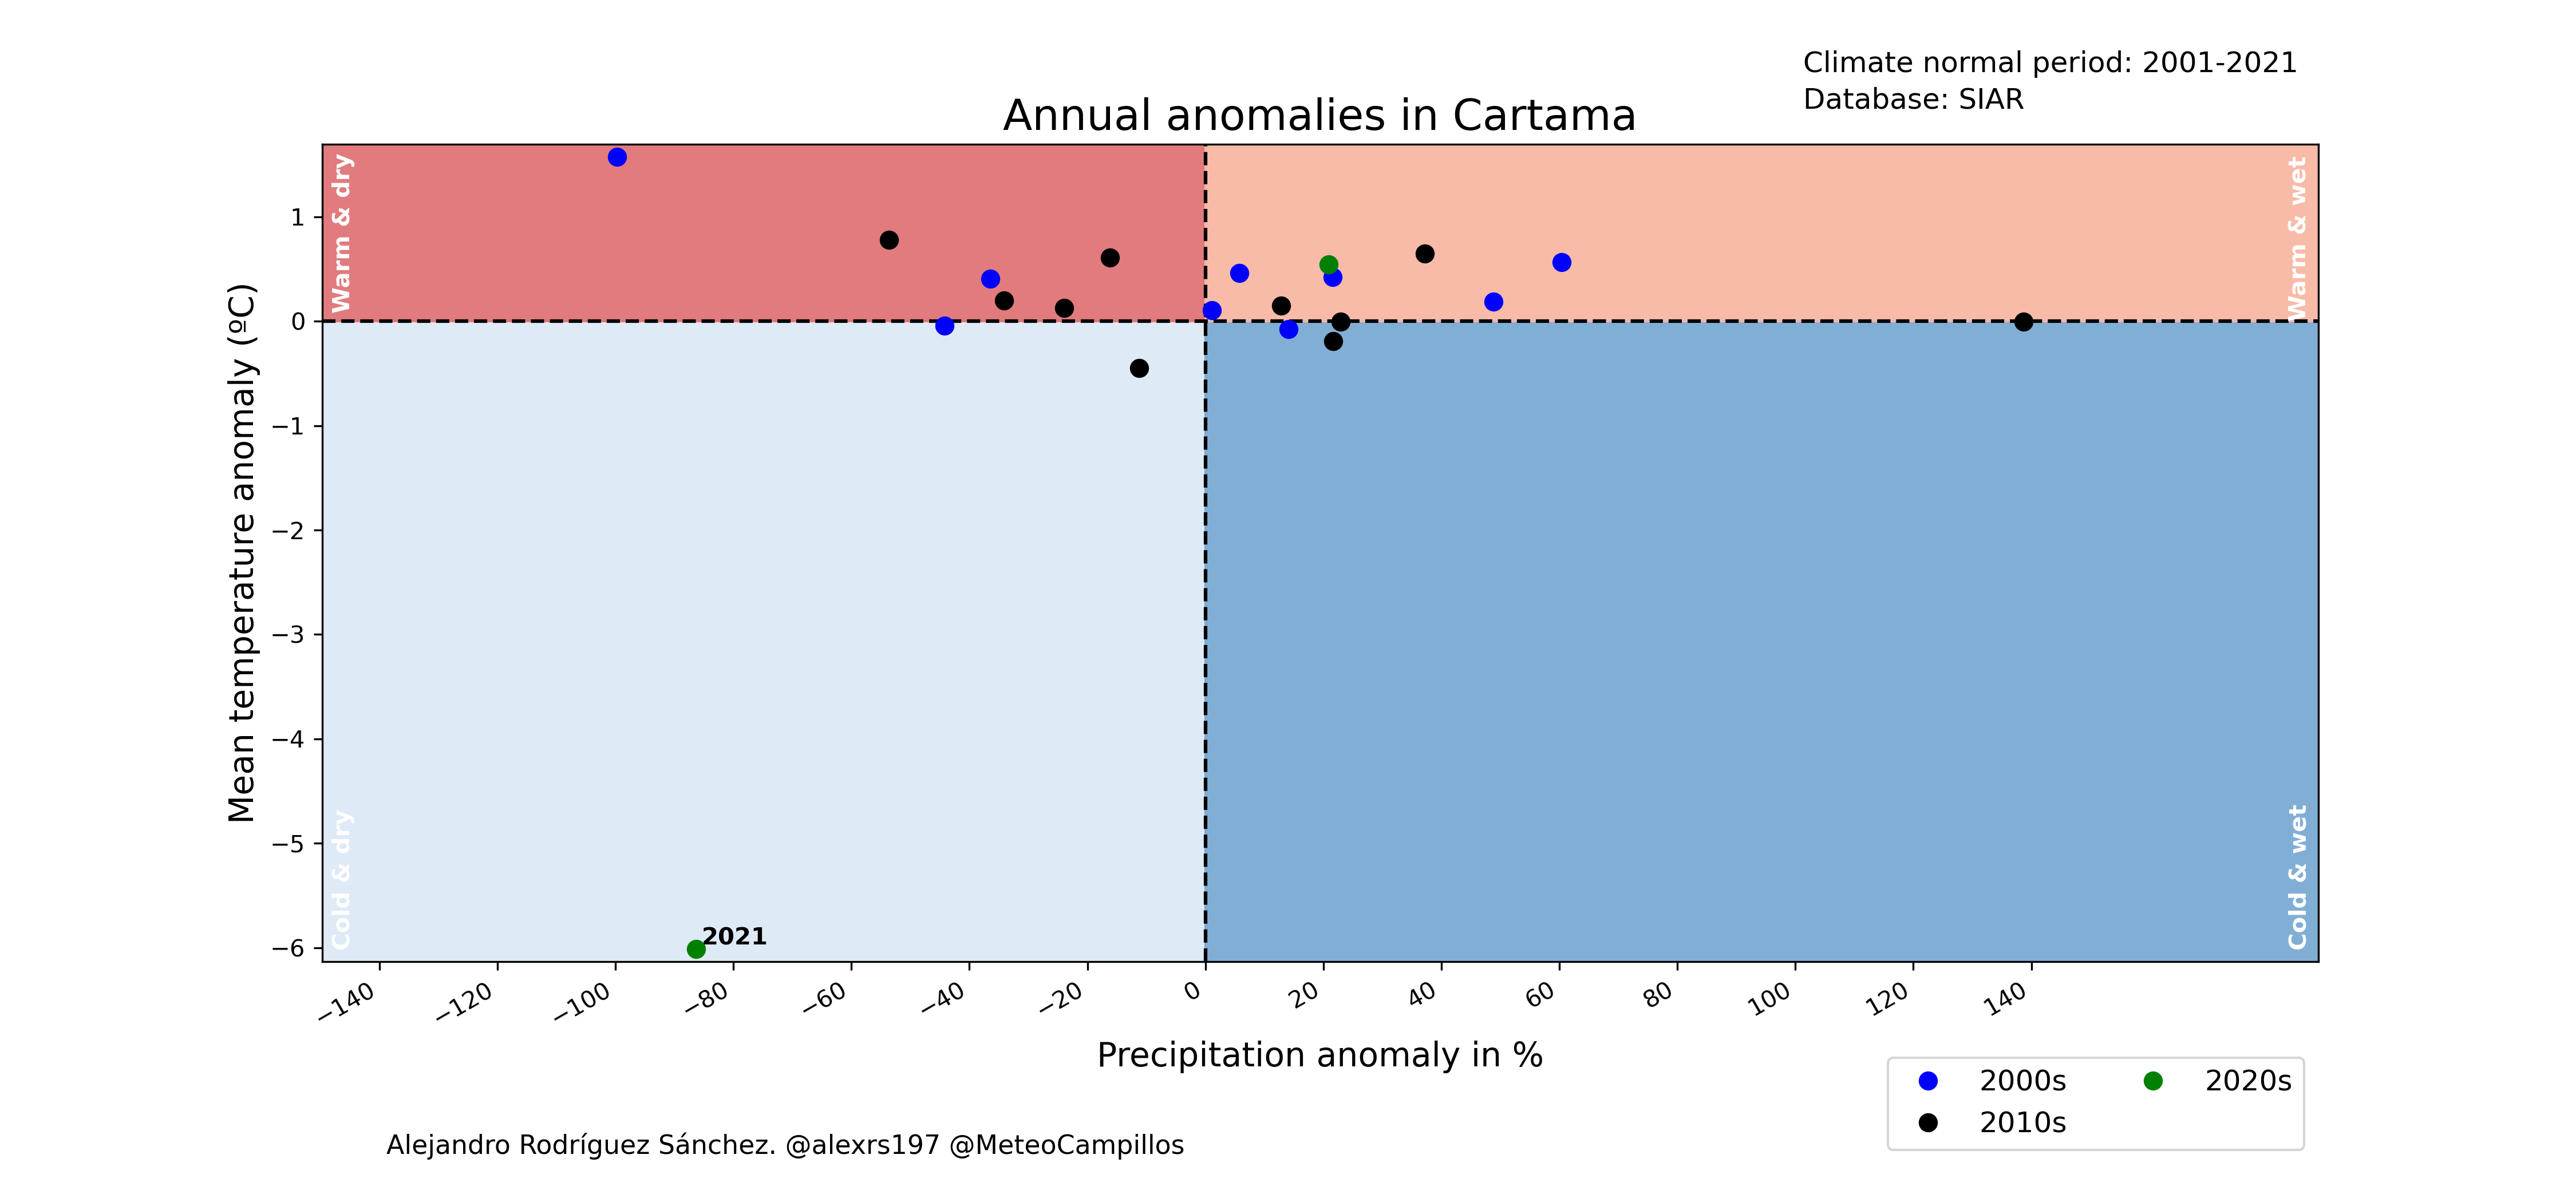 Climate normal period: 2001-2021
Database: SIAR
Annual anomalies in Cartama
Warm & dry
Warm & wet
Cold & dry
Cold & wet
Mean temperature anomaly (ºC)
1
0
−1
−2
−3
−4
−5
−6
2021
−140
−120
−100
−80
−60
−40
−20
0
20
40
60
80
100
120
140
Precipitation anomaly in %
2000s
2010s
2020s
Alejandro Rodríguez Sánchez. @alexrs197 @MeteoCampillos